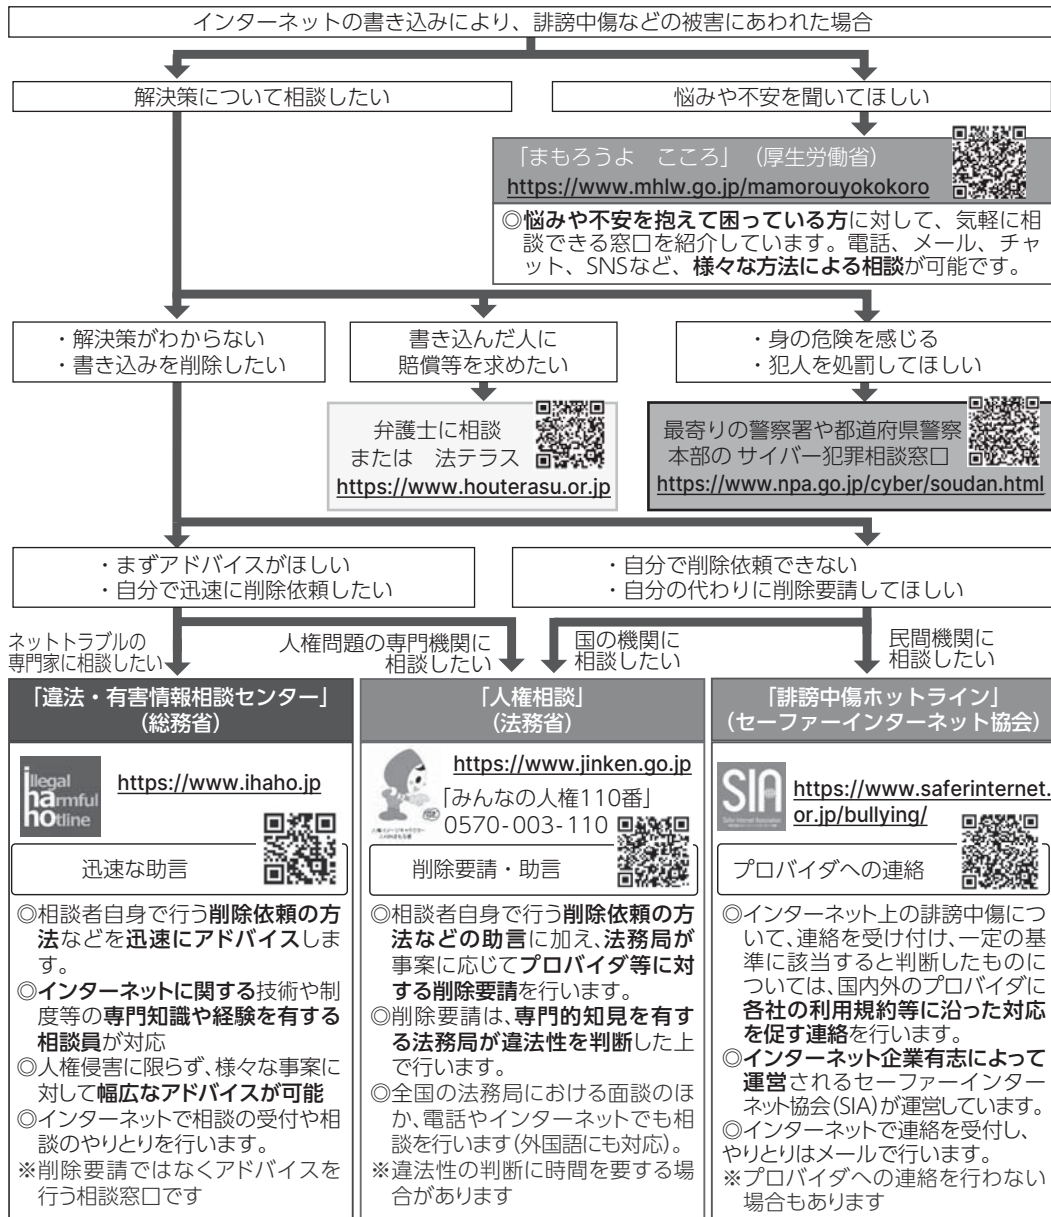 インターネットの書き込みにより、誹謗中傷などの被害にあわれた場合
解決策について相談したい
悩みや不安を聞いてほしい
「まもろうよ　こころ」（厚生労働省）
https://www.mhlw.go.jp/mamorouyokokoro
◎悩みや不安を抱えて困っている方に対して、気軽に相
談できる窓口を紹介しています。電話、メール、チャ
ット、SNSなど、様々な方法による相談が可能です。
・解決策がわからない
・書き込みを削除したい
書き込んだ人に
賠償等を求めたい
・身の危険を感じる
・犯人を処罰してほしい
弁護士に相談
または　法テラス
https://www.houterasu.or.jp
最寄りの警察署や都道府県警察
本部の サイバー犯罪相談窓口
https://www.npa.go.jp/cyber/soudan.html
・まずアドバイスがほしい
・自分で迅速に削除依頼したい
・自分で削除依頼できない
・自分の代わりに削除要請してほしい
ネットトラブルの
専門家に相談したい
人権問題の専門機関に
相談したい
国の機関に
相談したい
民間機関に
相談したい
「違法・有害情報相談センター」
（総務省）
Illegal
harmful
hotline
https://www.ihaho.jp
迅速な助言
◎相談者自身で行う削除依頼の方
法などを迅速にアドバイスしま
す。
◎インターネットに関する技術や制
度等の専門知識や経験を有する
相談員が対応
◎人権侵害に限らず、様々な事案に
対して幅広なアドバイスが可能
◎インターネットで相談の受付や相
談のやりとりを行います。
※削除要請ではなくアドバイスを
行う相談窓口です
「人権相談」
（法務省）
https://www.jinken.go.jp
「みんなの人権110番」
0570-003-110
削除要請・助言
◎相談者自身で行う削除依頼の方
法などの助言に加え、法務局が
事案に応じてプロバイダ等に対
する削除要請を行います。
◎削除要請は、専門的知見を有す
る法務局が違法性を判断した上
で行います。
◎全国の法務局における面談のほ
か、電話やインターネットでも相
談を行います（外国語にも対応）。
※違法性の判断に時間を要する場
合があります
「誹謗中傷ホットライン」
（セーファーインターネット協会）
SIA
https://www.saferinternet.
or.jp/bullying/
プロバイダへの連絡
◎インターネット上の誹謗中傷につ
いて、連絡を受け付け、一定の基
準に該当すると判断したものに
ついては、国内外のプロバイダに
各社の利用規約等に沿った対応
を促す連絡を行います。
◎インターネット企業有志によって
運営されるセーファーインター
ネット協会（SIA）が運営しています。
◎インターネットで連絡を受付し、
やりとりはメールで行います。
※プロバイダへの連絡を行わない
場合もあります